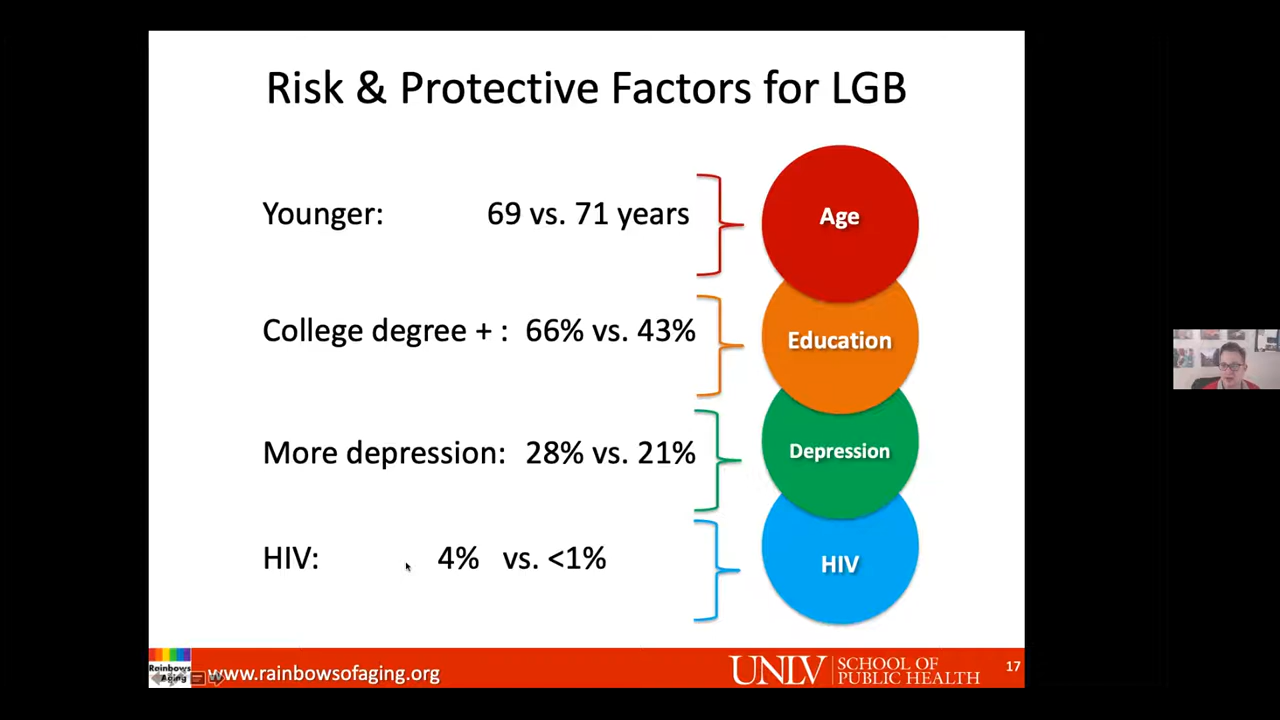 Risk & Protective Factors for LGB
Younger: 69 vs. 71 years
Age
College degree + : 66% vs. 43%
Education
More depression: 28% vs. 21%
Depression
HIV: 4% vs. <1%
HIV
Rainbows
Aging
www.rainbowsofaging.org
UNLV SCHOOL OF
PUBLIC HEALTH
17